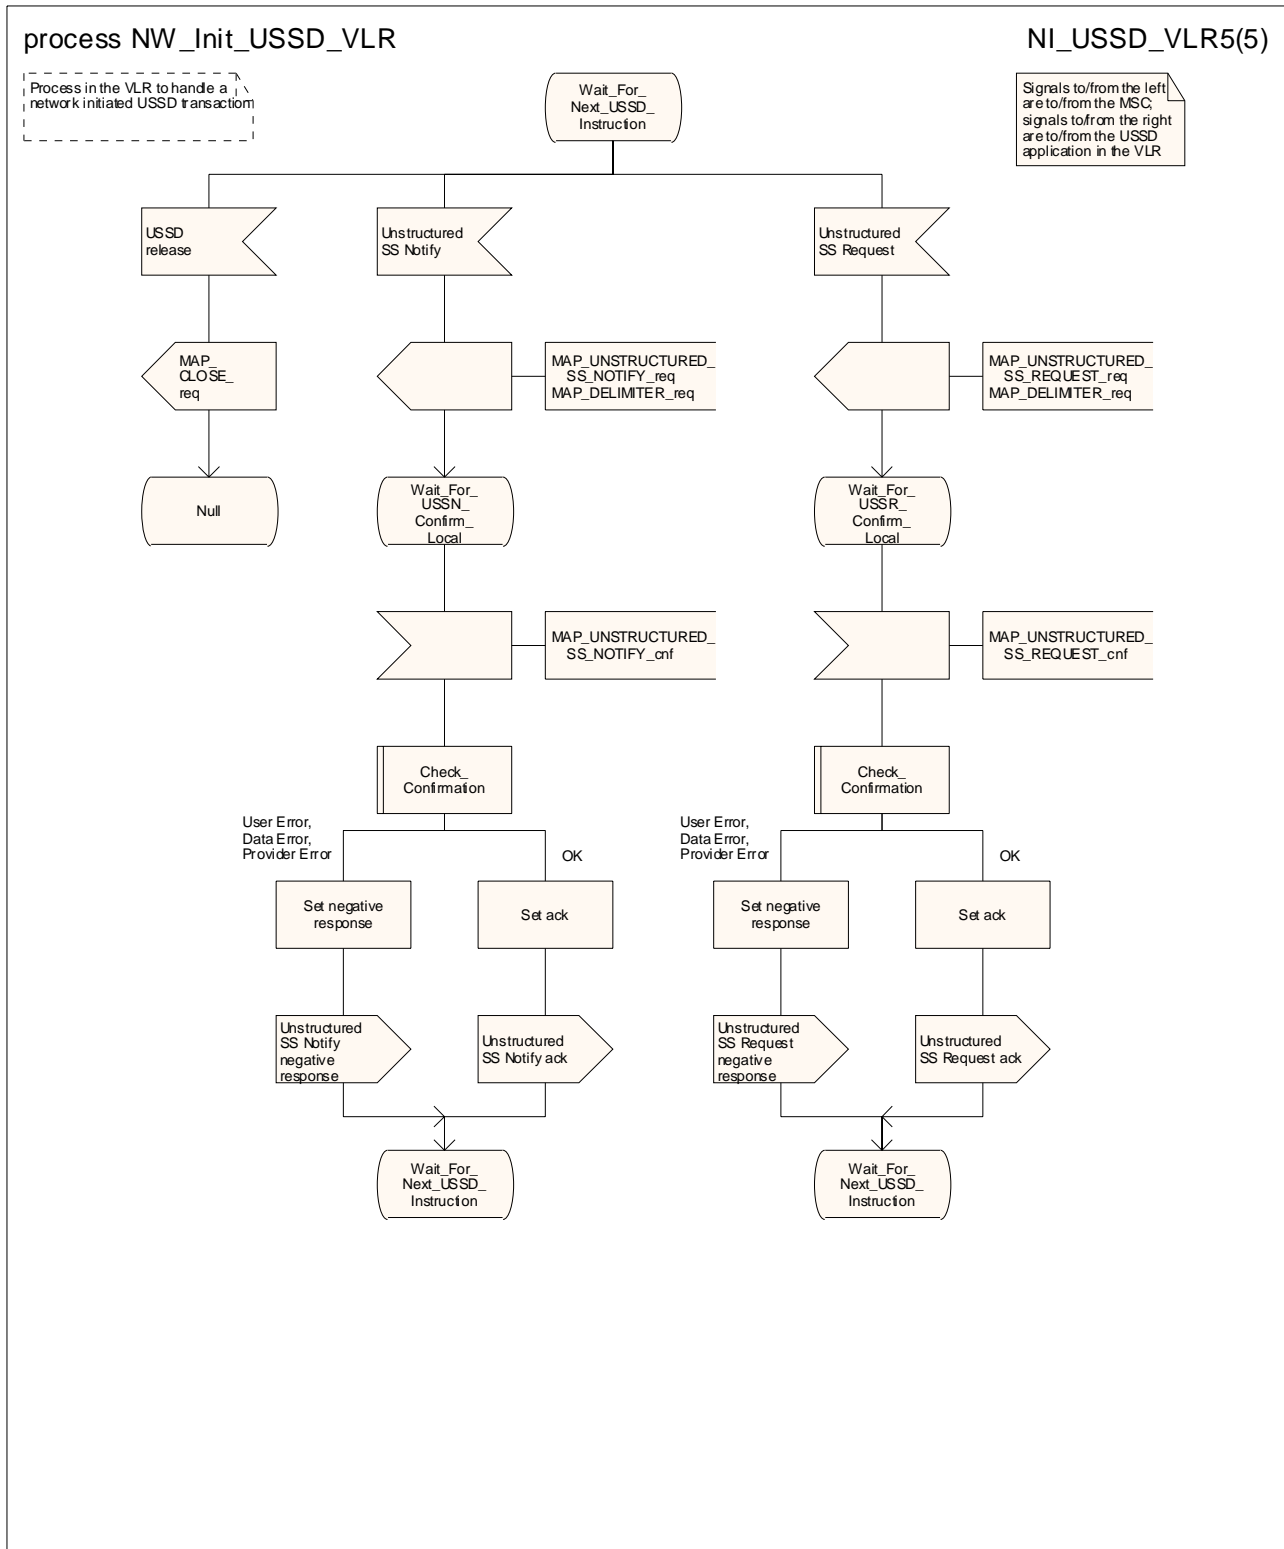 process NW_Init_USSD_VLR
NI_USSD_VLR5(5)
Process in the VLR to handle a
network initiated USSD transaction
Wait_For_
Next_USSD_
Instruction
Signals to/from the left
are to/from the MSC;
signals to/from the right
are to/from the USSD
application in the VLR
USSD
release
Unstructured
SS Notify
Unstructured
SS Request
MAP_
CLOSE_
req
MAP_UNSTRUCTURED_
SS_NOTIFY_req
MAP_DELIMITER_req
MAP_UNSTRUCTURED_
SS_REQUEST_req
MAP_DELIMITER_req
Null
Wait_For_
USSN_
Confirm_
Local
Wait_For_
USSR_
Confirm_
Local
MAP_UNSTRUCTURED_
SS_NOTIFY_cnf
MAP_UNSTRUCTURED_
SS_REQUEST_cnf
Check_
Confirmation
Check_
Confirmation
User Error,
Data Error,
Provider Error
OK
User Error,
Data Error,
Provider Error
OK
Set negative
response
Set ack
Set negative
response
Set ack
Unstructured
SS Notify
negative
response
Unstructured
SS Notify ack
Unstructured
SS Request
negative
response
Unstructured
SS Request ack
Wait_For_
Next_USSD_
Instruction
Wait_For_
Next_USSD_
Instruction